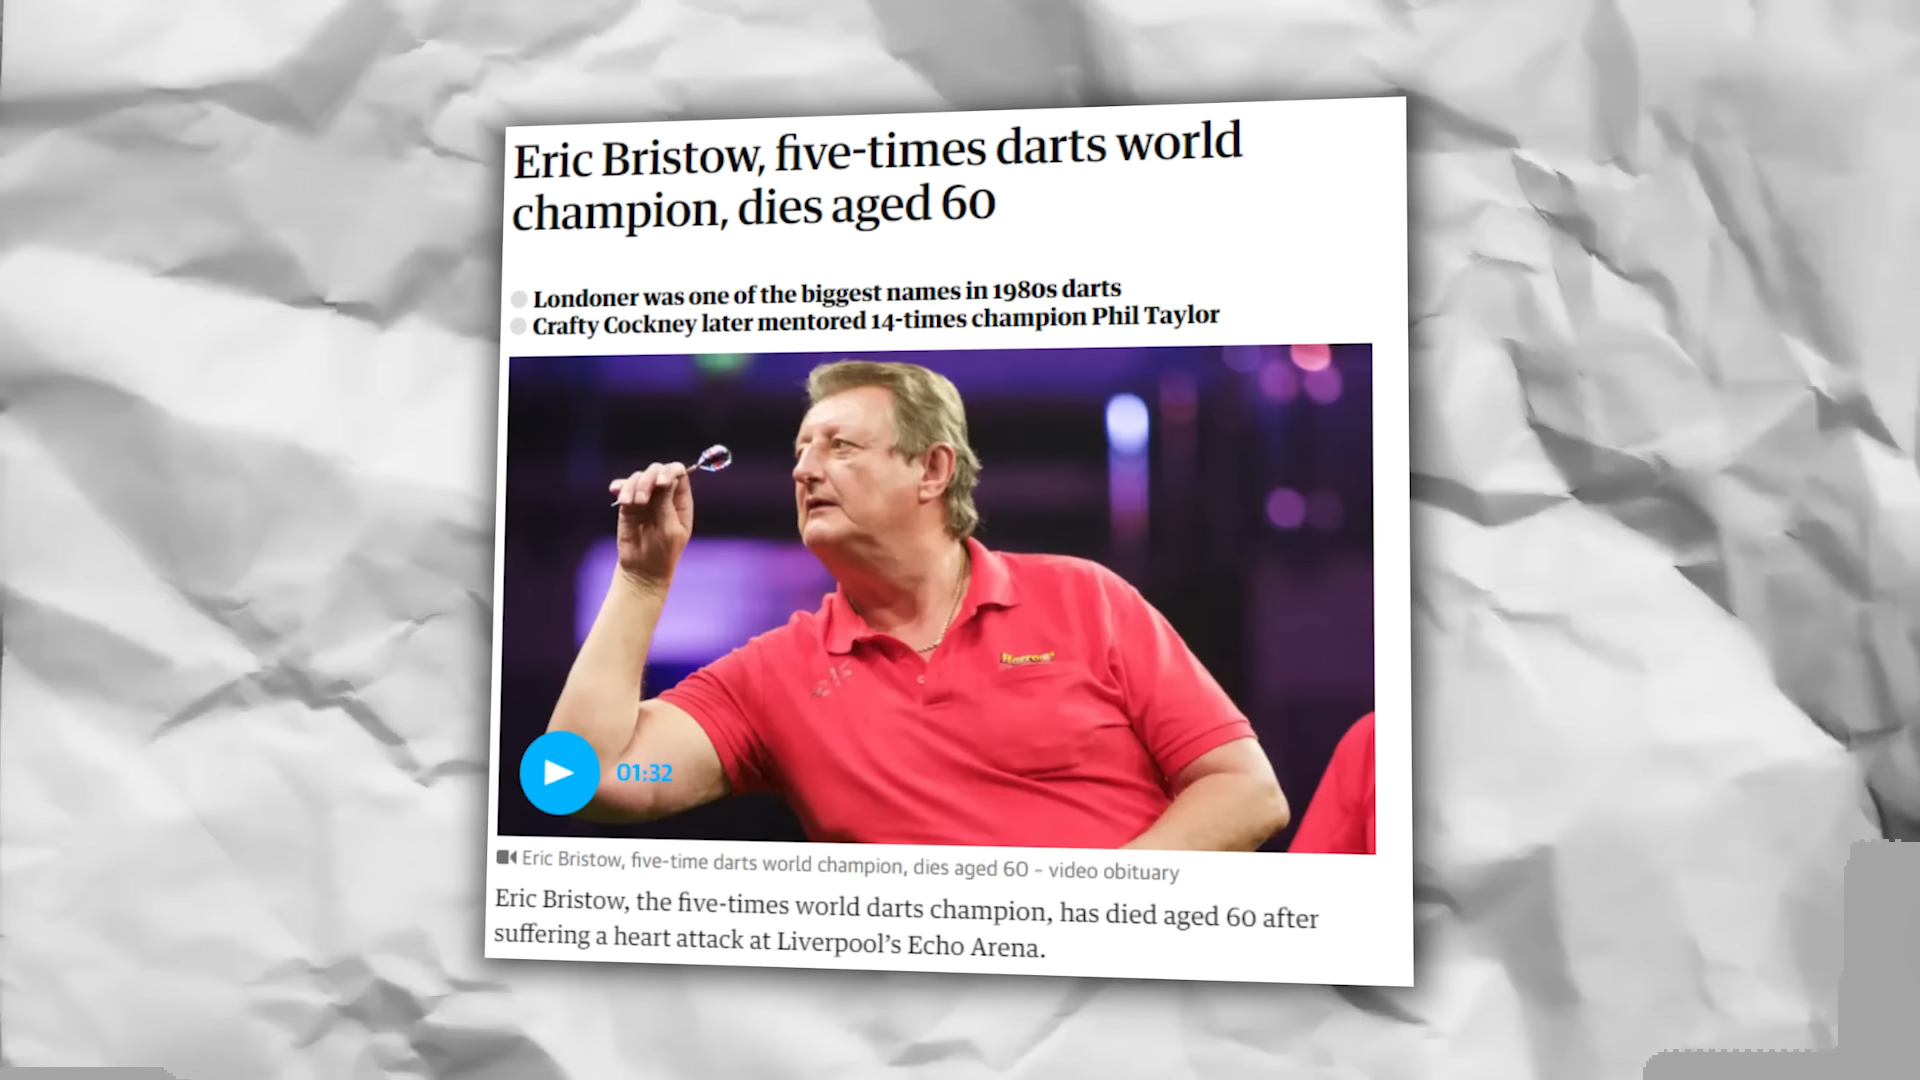 Eric Bristow, five-times darts world
champion, dies aged 60
Londoner was one of the biggest names in 1980s darts
Crafty Cockney later mentored 14-times champion Phil Taylor
Harrows
01:32
Eric Bristow, five-time darts world champion, dies aged 60 – video obituary
Eric Bristow, the five-times world darts champion, has died aged 60 after
suffering a heart attack at Liverpool’s Echo Arena.